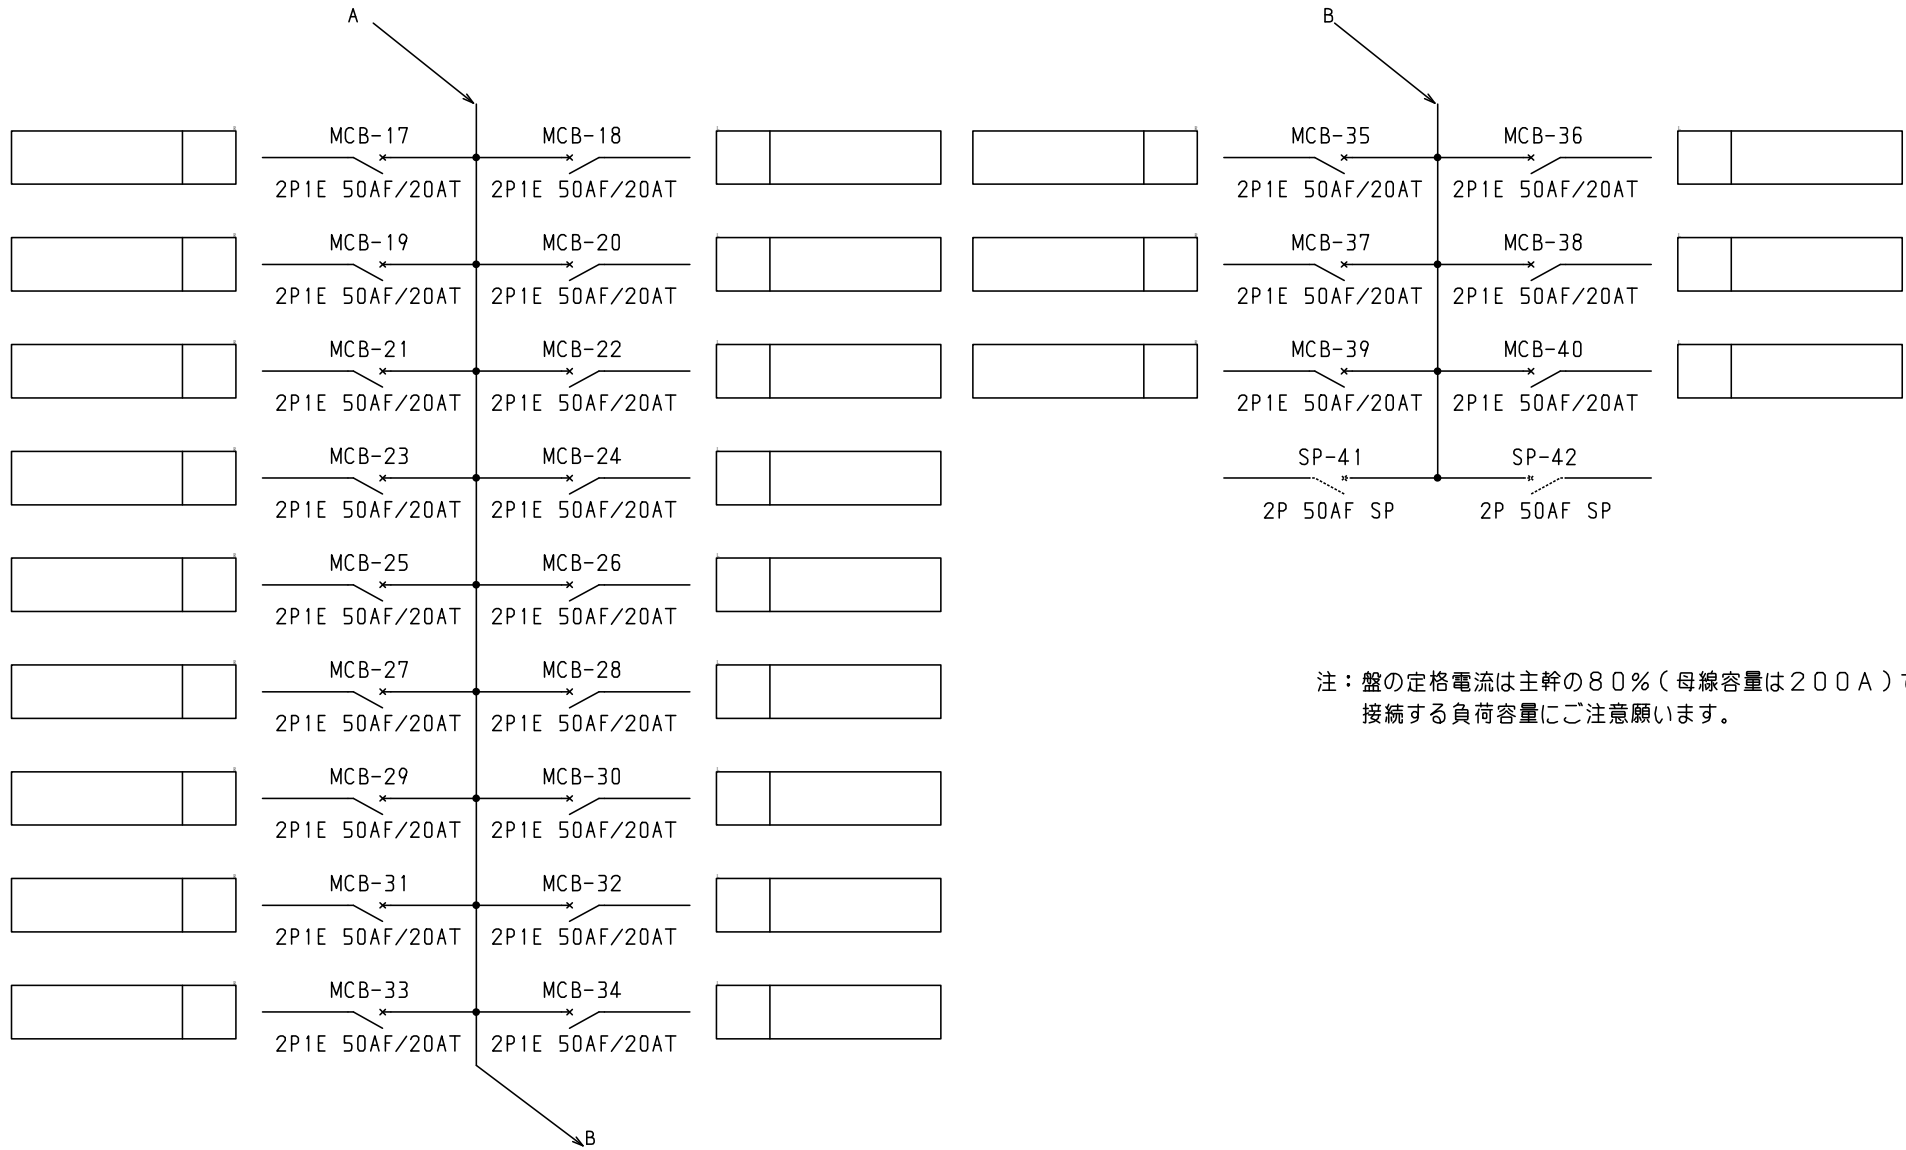 A
MCB-17 MCB-18
2P1E 50AF/20AT 2P1E 50AF/20AT
MCB-19 MCB-20
2P1E 50AF/20AT 2P1E 50AF/20AT
MCB-21 MCB-22
2P1E 50AF/20AT 2P1E 50AF/20AT
MCB-23 MCB-24
2P1E 50AF/20AT 2P1E 50AF/20AT
MCB-25 MCB-26
2P1E 50AF/20AT 2P1E 50AF/20AT
MCB-27 MCB-28
2P1E 50AF/20AT 2P1E 50AF/20AT
MCB-29 MCB-30
2P1E 50AF/20AT 2P1E 50AF/20AT
MCB-31 MCB-32
2P1E 50AF/20AT 2P1E 50AF/20AT
MCB-33 MCB-34
2P1E 50AF/20AT 2P1E 50AF/20AT
B
B
MCB-35 MCB-36
2P1E 50AF/20AT 2P1E 50AF/20AT
MCB-37 MCB-38
2P1E 50AF/20AT 2P1E 50AF/20AT
MCB-39 MCB-40
2P1E 50AF/20AT 2P1E 50AF/20AT
SP-41 SP-42
2P 50AF SP 2P 50AF SP
注：盤の定格電流は主幹の８０％（母線容量は２００Ａ）
接続する負荷容量にご注意願います。